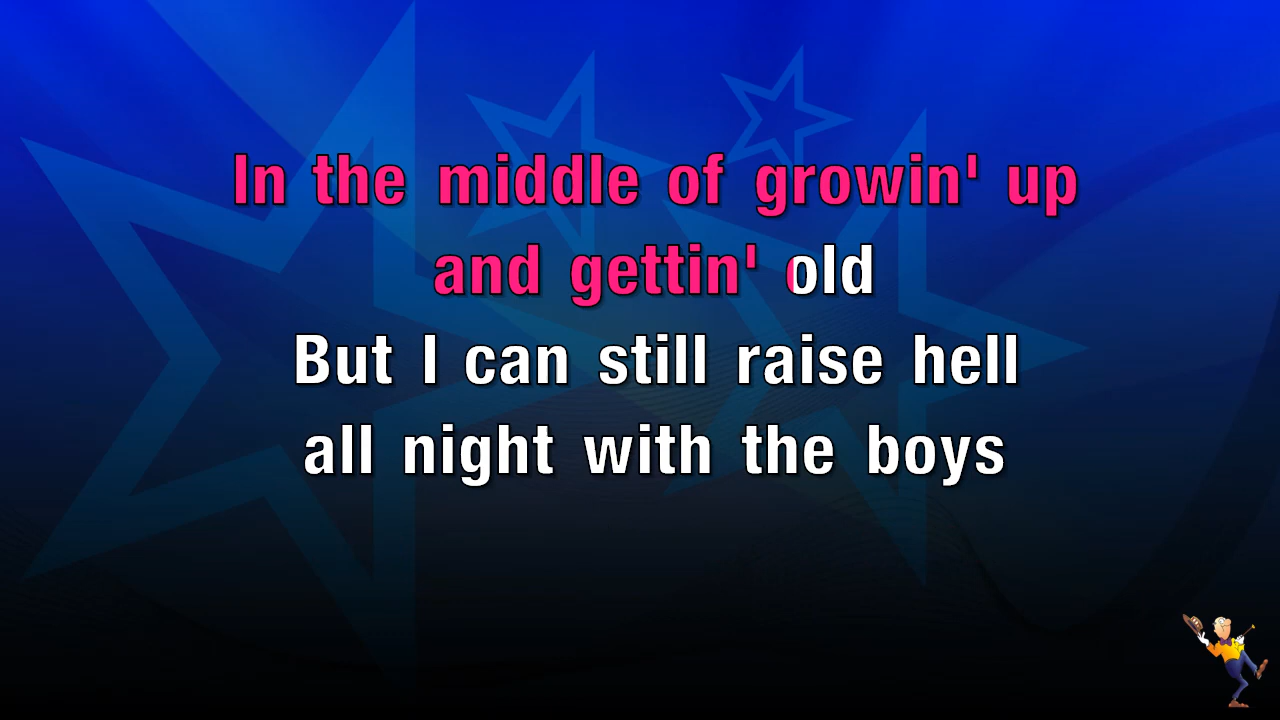 In the middle of growin' up
and gettin' old
But I can still raise hell
all night with the boys